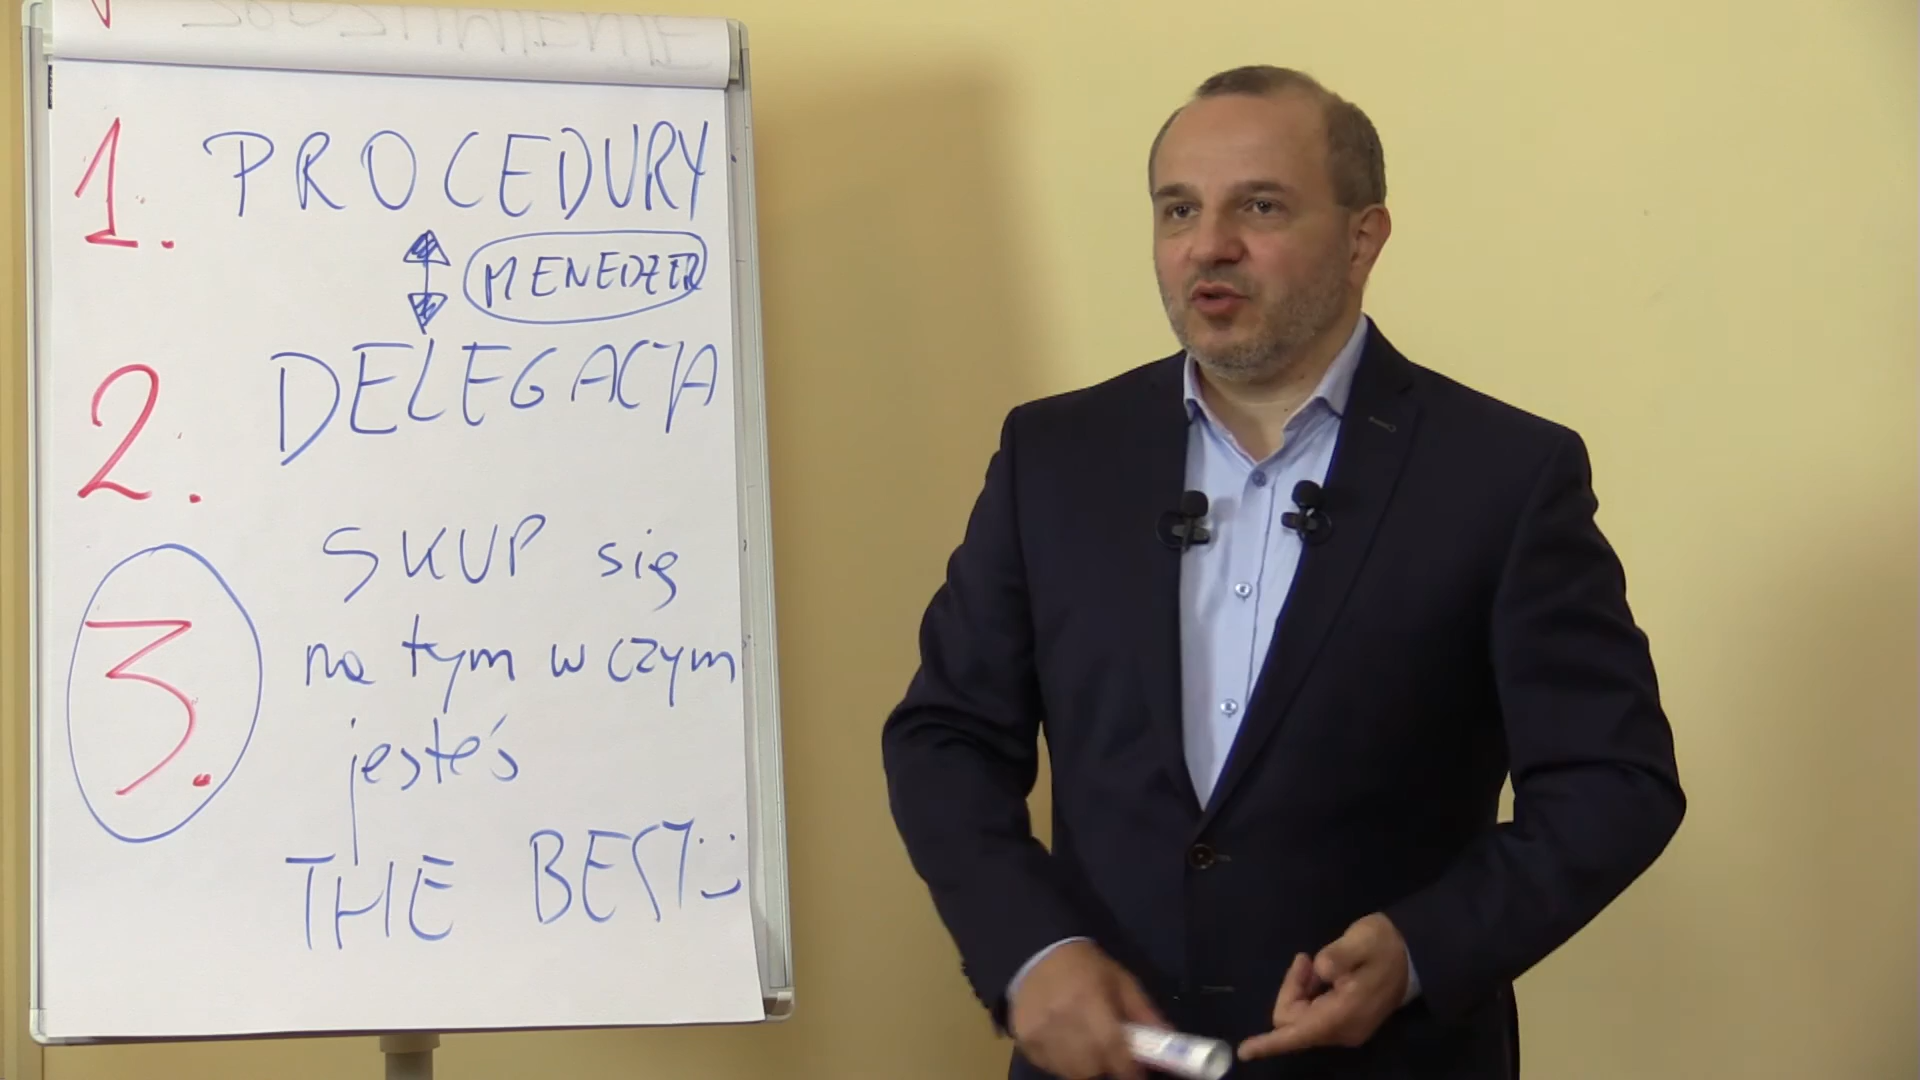 1. PROCEDURY
MENEDŻER
2. DELEGACJA
3. SKUP się
na tym w czym
jesteś
THE BEST